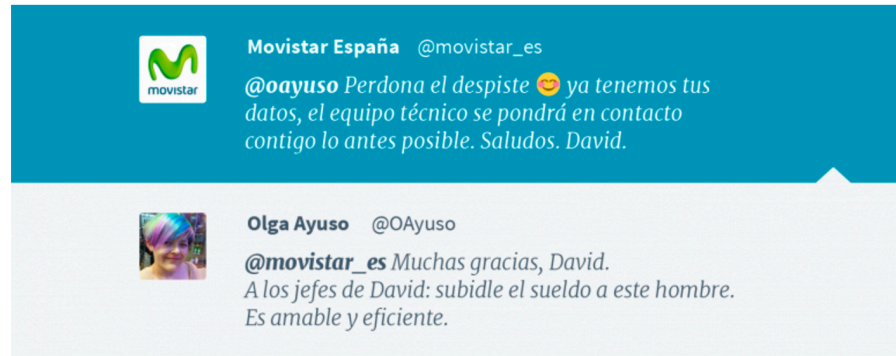 Movistar España @movistar_es
movistar
@oayuso Perdona el despiste 😊 ya tenemos tus
datos, el equipo técnico se pondrá en contacto
contigo lo antes posible. Saludos. David.
Olga Ayuso @OAyuso
@movistar_es Muchas gracias, David.
A los jefes de David: subidle el sueldo a este hombre.
Es amable y eficiente.